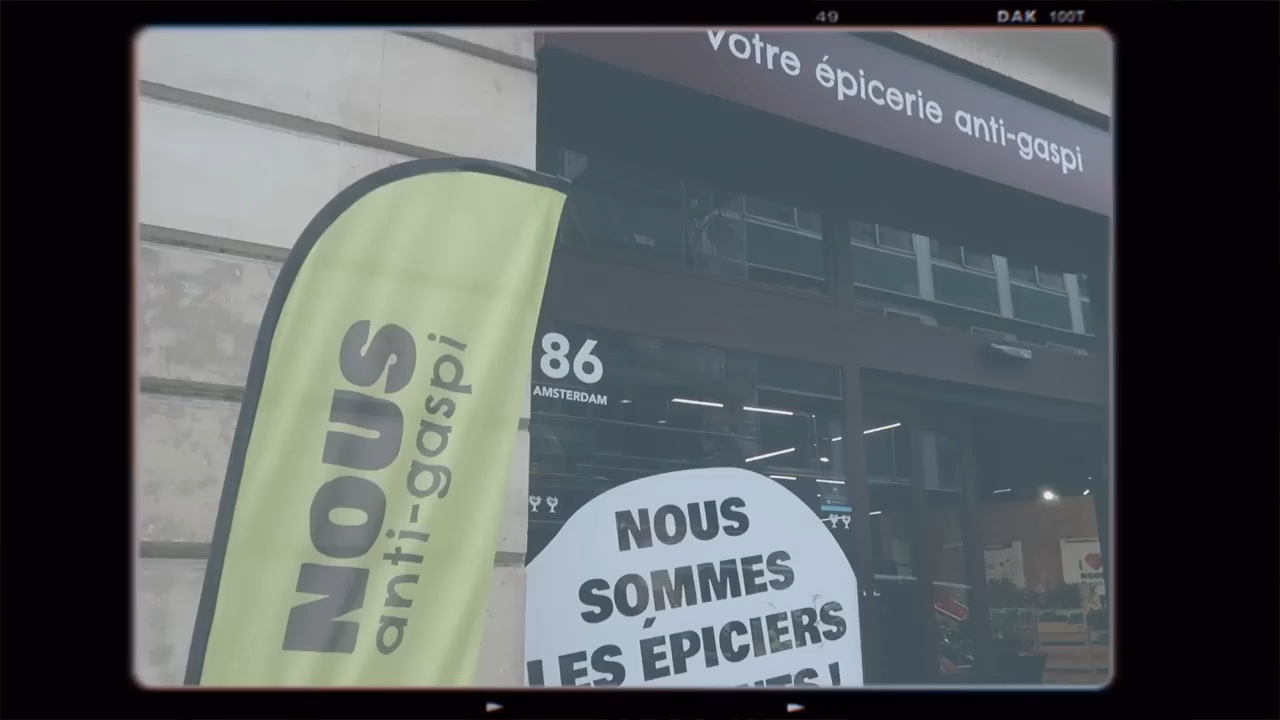 49
DAK 100T
Votre épicerie anti-gaspi
NOUS
anti-gaspi
86
AMSTERDAM
NOUS
SOMMES
LES ÉPICIERS